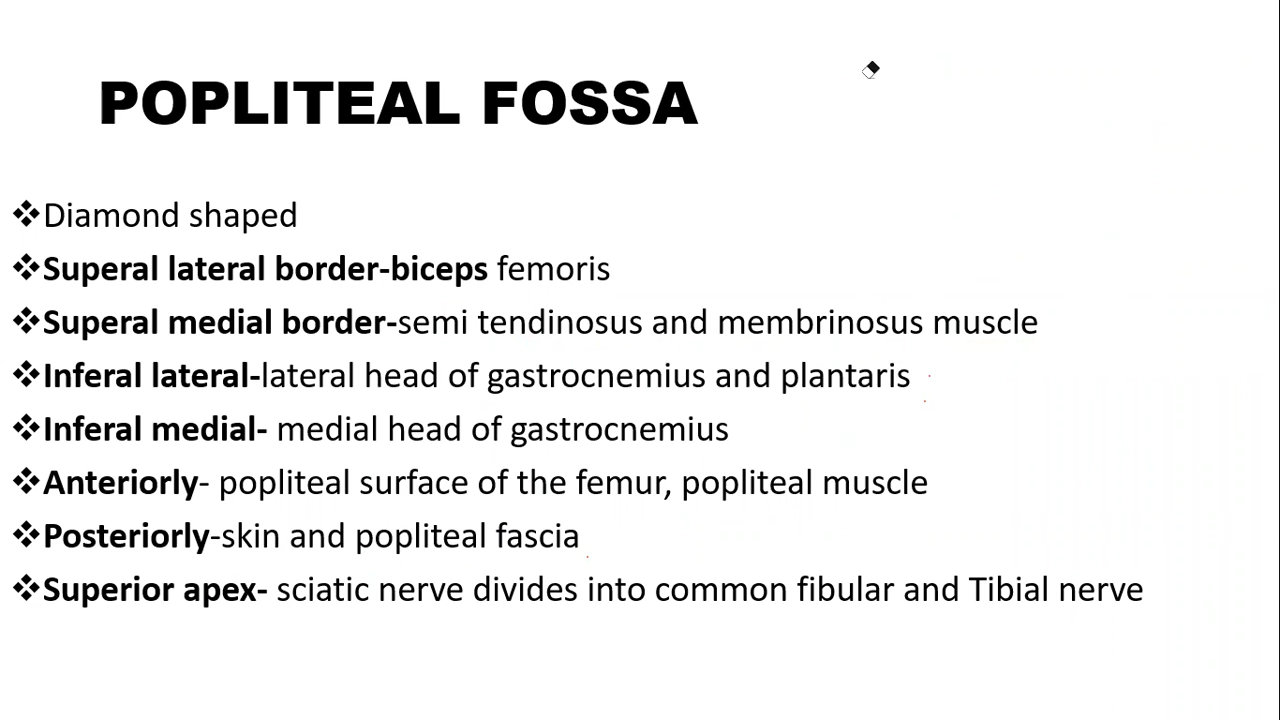 POPLITEAL FOSSA
❖Diamond shaped
❖Superal lateral border-biceps femoris
❖Superal medial border-semi tendinosus and membrinosus muscle
❖Inferal lateral-lateral head of gastrocnemius and plantaris
❖Inferal medial- medial head of gastrocnemius
❖Anteriorly- popliteal surface of the femur, popliteal muscle
❖Posteriorly-skin and popliteal fascia
❖Superior apex- sciatic nerve divides into common fibular and Tibial nerve